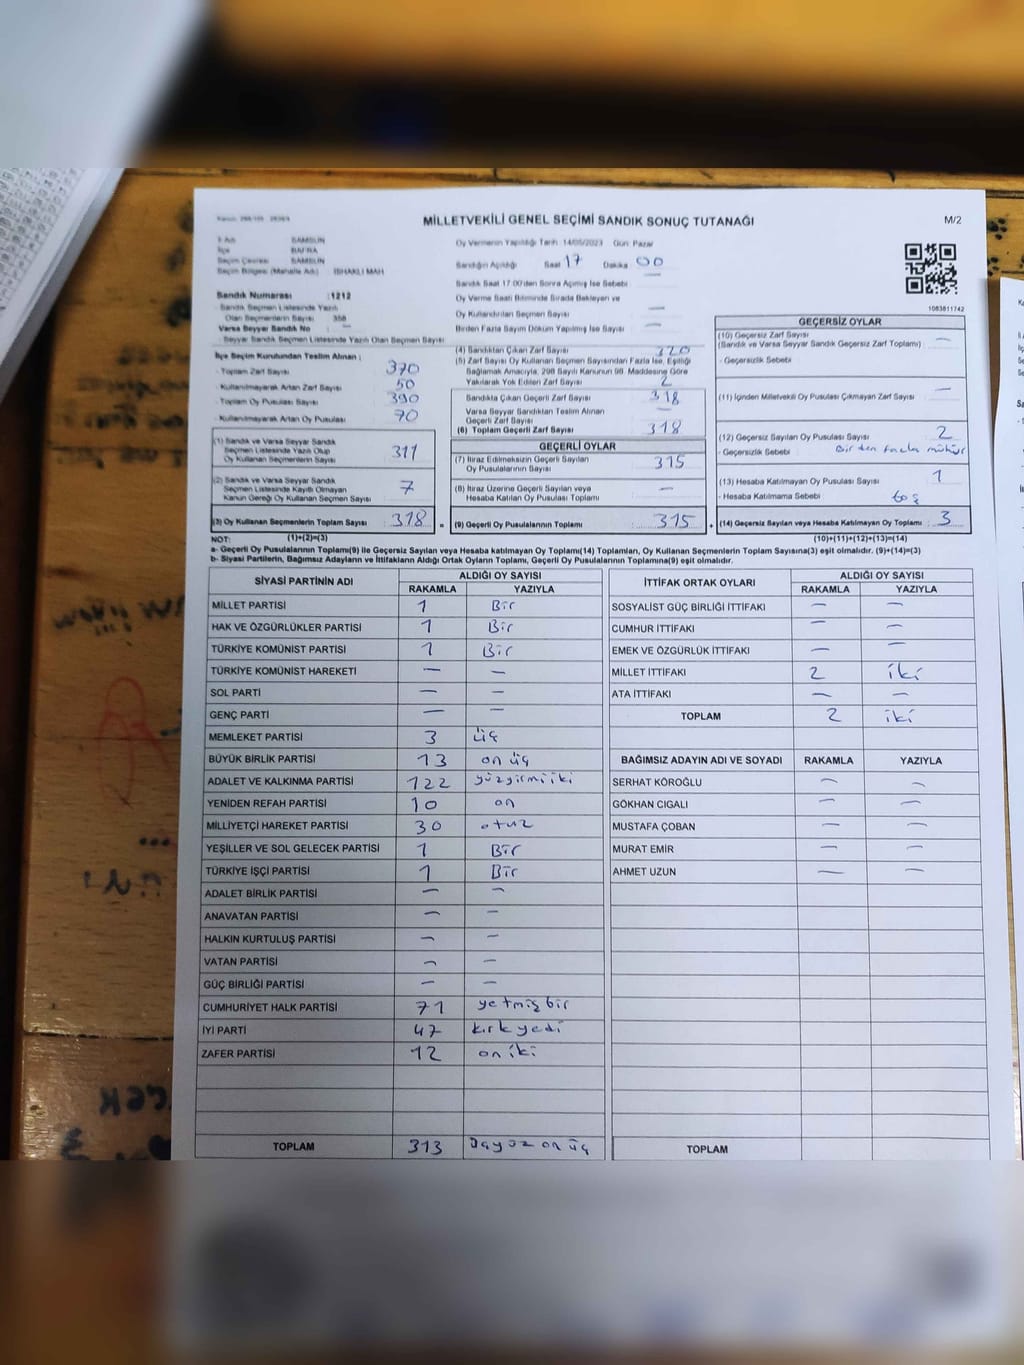 MİLLETVEKİLİ GENEL SEÇİMİ SANDIK SONUÇ TUTANAĞI
M/2
İl Adı SAMSUN
İlçe BAFRA
Seçim Çevresi SAMSUN
Seçim Bölgesi (Mahalle Adı) : İSHAKLI MAH
Oy Vermenin Yapıldığı Tarih 14/05/2023 Gün: Pazar
Sandığın Açıldığı Saat 17 Dakika 00
Sandık Saat 17:00'den Sonra Açılmış İse Sebebi
Oy Verme Saati Bitiminde Sırada Bekleyen ve
Oy Kullandırılan Seçmen Sayısı —
Birden Fazla Sayım Döküm Yapılmış İse Sayısı —
1083811742
Sandık Numarası :1212
Sandık Seçmen Listesinde Yazılı
Olan Seçmenlerin Sayısı 358
Varsa Seyyar Sandık No —
Seyyar Sandık Seçmen Listesinde Yazılı Olan Seçmen Sayısı
İlçe Seçim Kurulundan Teslim Alınan ;
- Toplam Zarf Sayısı 370
- Kullanılmayarak Artan Zarf Sayısı 50
- Toplam Oy Pusulası 390
- Kullanılmayarak Artan Oy Pusulası 70
(1) Sandık ve Varsa Seyyar Sandık
Seçmen Listesinde Yazılı Olup
Oy Kullanan Seçmenlerin Sayısı 311
(2) Sandık ve Varsa Seyyar Sandık
Seçmen Listesinde Kayıtlı Olmayan
Kanun Gereği Oy Kullanan Seçmen Sayısı 7
(3) Oy Kullanan Seçmenlerin Toplam Sayısı : 318 =
(4) Sandıktan Çıkan Zarf Sayısı 320
(5) Zarf Sayısı Oy Kullanan Seçmen Sayısından Fazla İse, Eşitliği
Sağlamak Amacıyla, 298 Sayılı Kanunun 98. Maddesine Göre
Yakılarak Yok Edilen Zarf Sayısı 2
Sandıkta Çıkan Geçerli Zarf Sayısı 318
Varsa Seyyar Sandıktan Teslim Alınan
Geçerli Zarf Sayısı —
(6) Toplam Geçerli Zarf Sayısı 318
GEÇERLİ OYLAR
(7) İtiraz Edilmeksizin Geçerli Sayılan
Oy Pusulalarının Sayısı 315
(8) İtiraz Üzerine Geçerli Sayılan veya
Hesaba Katılan Oy Pusulası Toplamı —
(9) Geçerli Oy Pusulalarının Toplamı : 315 +
GEÇERSİZ OYLAR
(10) Geçersiz Zarf Sayısı
(Sandık ve Varsa Seyyar Sandık Geçersiz Zarf Toplamı) —
- Geçersizlik Sebebi
(11) İçinden Milletvekili Oy Pusulası Çıkmayan Zarf Sayısı —
(12) Geçersiz Sayılan Oy Pusulası Sayısı 2
- Geçersizlik Sebebi Birden fazla mühür
(13) Hesaba Katılmayan Oy Pusulası Sayısı 1
- Hesaba Katılmama Sebebi boş
(14) Geçersiz Sayılan veya Hesaba Katılmayan Oy Toplamı : 3
NOT: (1)+(2)=(3) (10)+(11)+(12)+(13)=(14)
a- Geçerli Oy Pusulalarının Toplamı(9) ile Geçersiz Sayılan veya Hesaba katılmayan Oy Toplamı(14) Toplamları, Oy Kullanan Seçmenlerin Toplam Sayısına(3) eşit olmalıdır. (9)+(14)=(3)
b- Siyasi Partilerin, Bağımsız Adayların ve İttifakların Aldığı Ortak Oyların Toplamı, Geçerli Oy Pusulalarının Toplamına(9) eşit olmalıdır.
SİYASİ PARTİNİN ADI ALDIĞI OY SAYISI
RAKAMLA YAZIYLA
MİLLET PARTİSİ 1 Bir
HAK VE ÖZGÜRLÜKLER PARTİSİ 1 Bir
TÜRKİYE KOMÜNİST PARTİSİ 1 Bir
TÜRKİYE KOMÜNİST HAREKETİ — —
SOL PARTİ — —
GENÇ PARTİ — —
MEMLEKET PARTİSİ 3 üç
BÜYÜK BİRLİK PARTİSİ 13 on üç
ADALET VE KALKINMA PARTİSİ 122 yüzyirmiiki
YENİDEN REFAH PARTİSİ 10 on
MİLLİYETÇİ HAREKET PARTİSİ 30 otuz
YEŞİLLER VE SOL GELECEK PARTİSİ 1 Bir
TÜRKİYE İŞÇİ PARTİSİ 1 Bir
ADALET BİRLİK PARTİSİ — —
ANAVATAN PARTİSİ — —
HALKIN KURTULUŞ PARTİSİ — —
VATAN PARTİSİ — —
GÜÇ BİRLİĞİ PARTİSİ — —
CUMHURİYET HALK PARTİSİ 71 yetmiş bir
İYİ PARTİ 47 kırk yedi
ZAFER PARTİSİ 12 on iki
TOPLAM 313 üçyüz on üç
İTTİFAK ORTAK OYLARI ALDIĞI OY SAYISI
RAKAMLA YAZIYLA
SOSYALİST GÜÇ BİRLİĞİ İTTİFAKI — —
CUMHUR İTTİFAKI — —
EMEK VE ÖZGÜRLÜK İTTİFAKI — —
MİLLET İTTİFAKI 2 iki
ATA İTTİFAKI — —
TOPLAM 2 iki
BAĞIMSIZ ADAYIN ADI VE SOYADI RAKAMLA YAZIYLA
SERHAT KÖROĞLU — —
GÖKHAN CIGALI — —
MUSTAFA ÇOBAN — —
MURAT EMİR — —
AHMET UZUN — —
TOPLAM